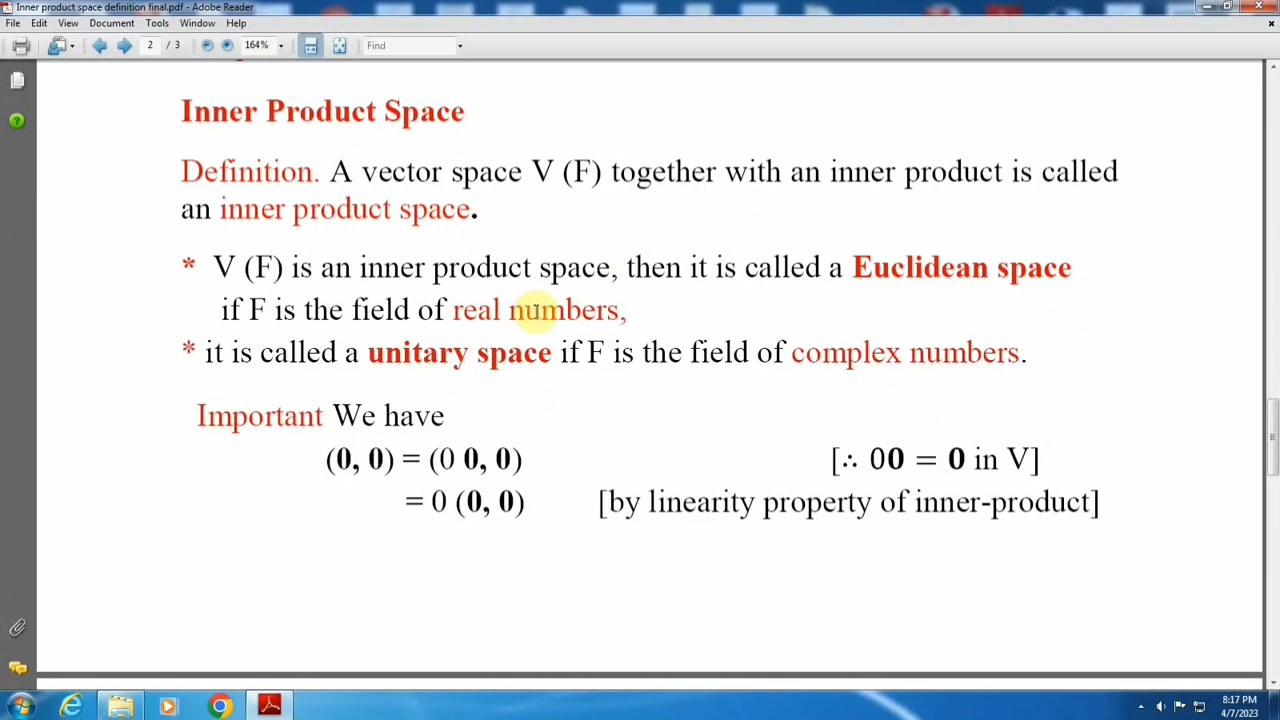 Inner product space definition final.pdf - Adobe Reader
File Edit View Document Tools Window Help
2 / 3 164% Find
Inner Product Space
Definition. A vector space V (F) together with an inner product is called
an inner product space.
* V (F) is an inner product space, then it is called a Euclidean space
if F is the field of real numbers,
* it is called a unitary space if F is the field of complex numbers.
Important We have
(0, 0) = (0 0, 0) [∴ 00 = 0 in V]
= 0 (0, 0) [by linearity property of inner-product]
8:17 PM
4/7/2023